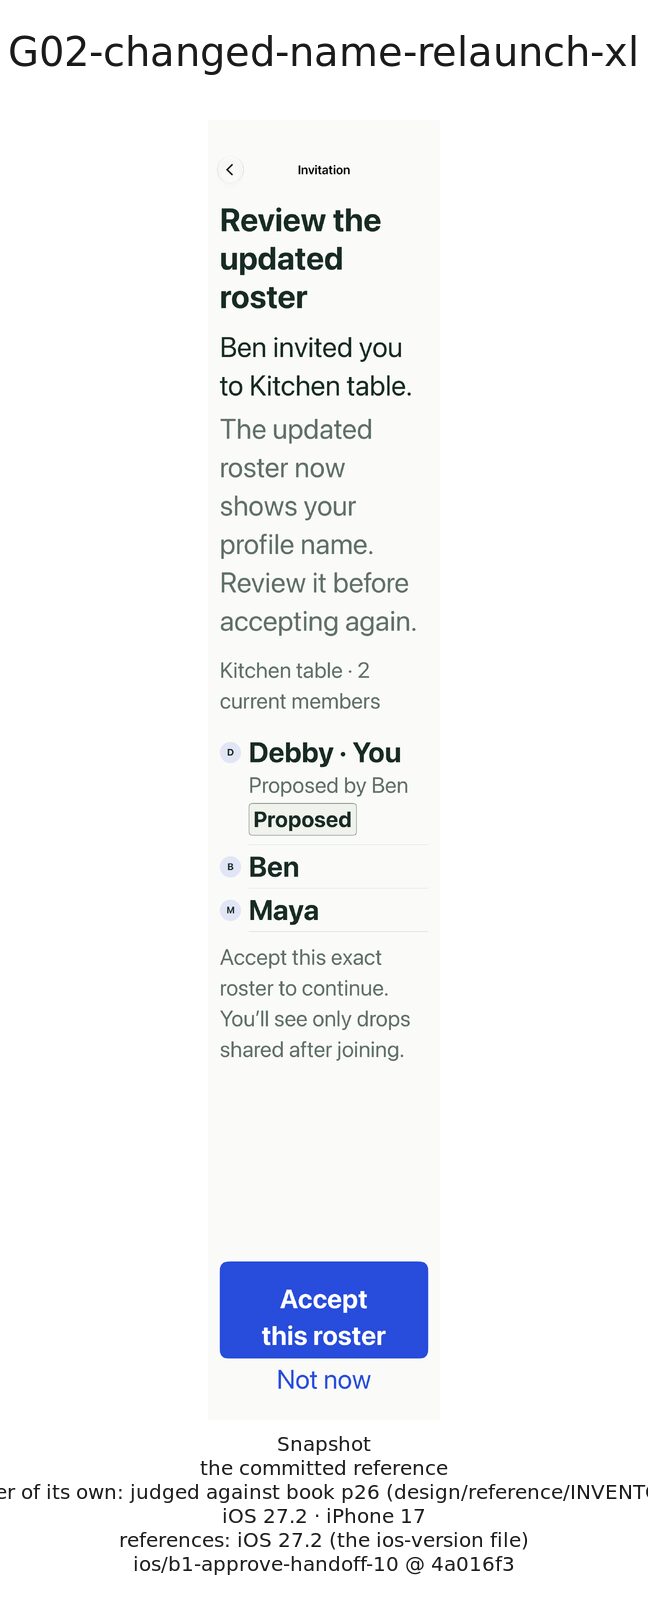 G02-changed-name-relaunch-xl
Invitation
Review the
updated
roster
Ben invited you
to Kitchen table.
The updated
roster now
shows your
profile name.
Review it before
accepting again.
Kitchen table · 2
current members
D
Debby · You
Proposed by Ben
Proposed
B
Ben
M
Maya
Accept this exact
roster to continue.
You’ll see only drops
shared after joining.
Accept
this roster
Not now
Snapshot
the committed reference
of its own: judged against book p26 (design/reference/
iOS 27.2 · iPhone 17
references: iOS 27.2 (the ios-version file)
ios/b1-approve-handoff-10 @ 4a016f3